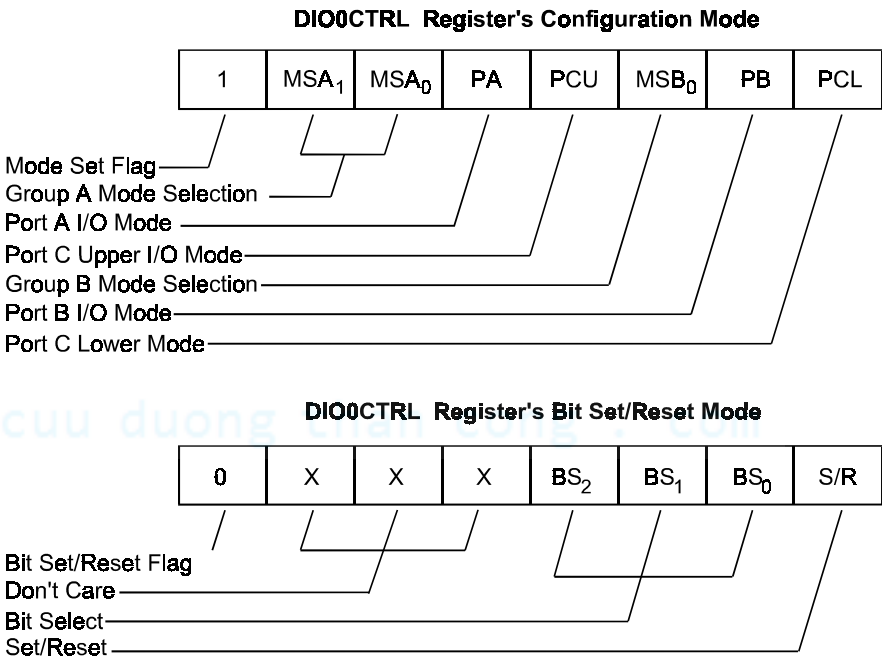 DIO0CTRL Register's Configuration Mode
1 MSA1 MSA0 PA PCU MSB0 PB PCL
Mode Set Flag
Group A Mode Selection
Port A I/O Mode
Port C Upper I/O Mode
Group B Mode Selection
Port B I/O Mode
Port C Lower Mode
DIO0CTRL Register's Bit Set/Reset Mode
cuu duong than cong . com
0 X X X BS2 BS1 BS0 S/R
Bit Set/Reset Flag
Don't Care
Bit Select
Set/Reset